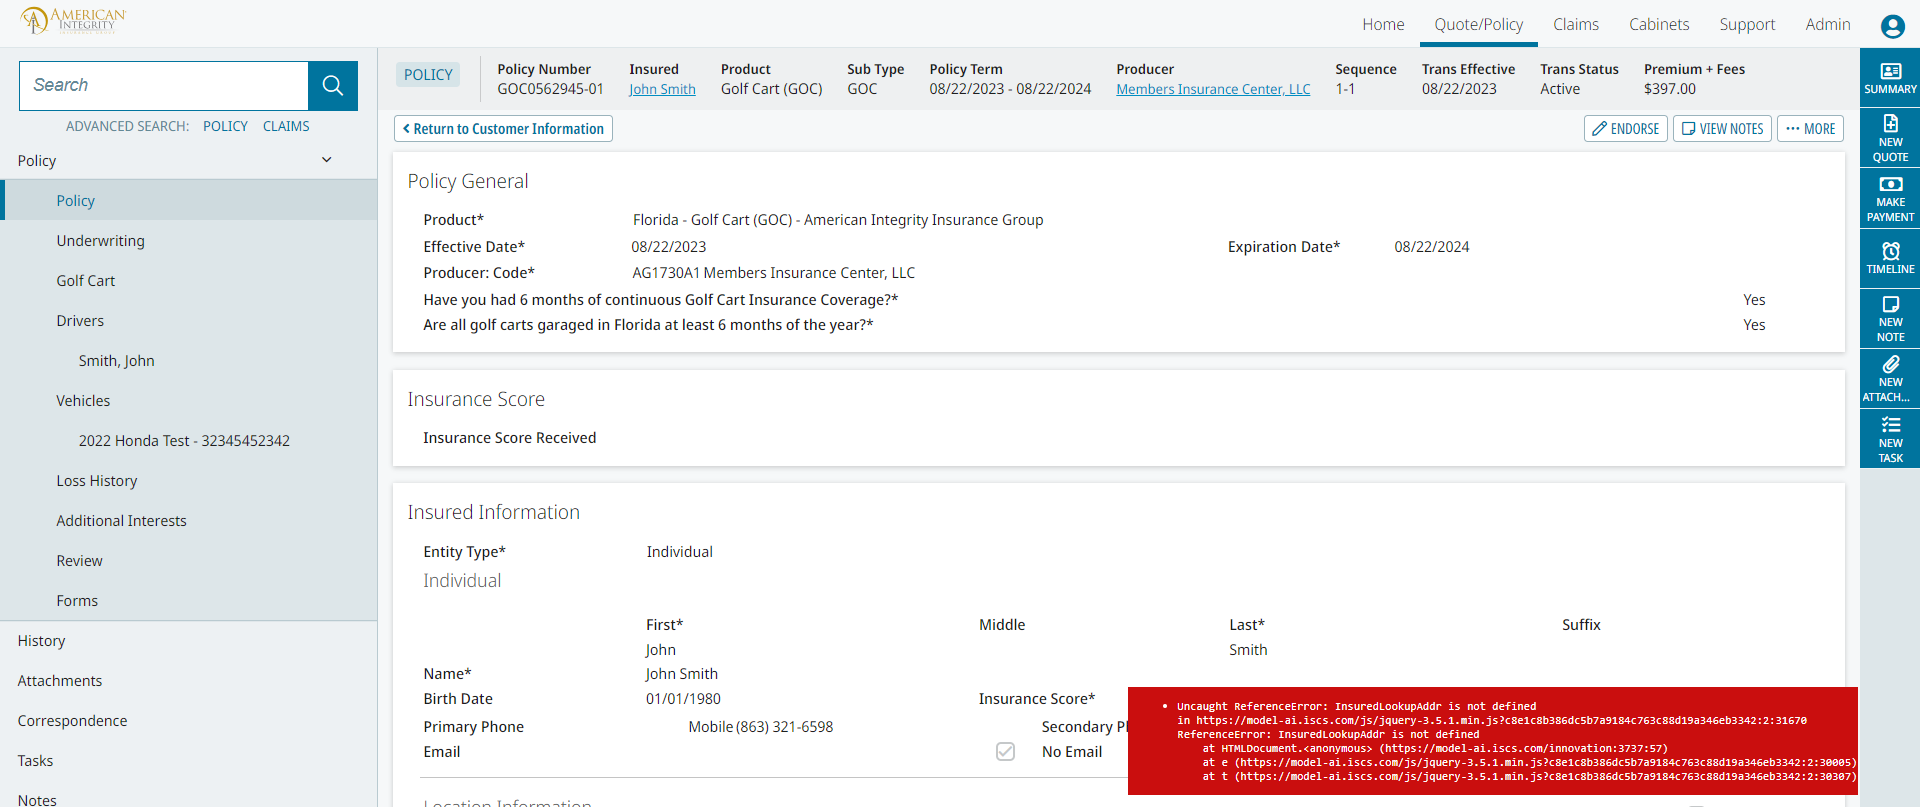 AMERICAN
INTEGRITY
INSURANCE GROUP
Home Quote/Policy Claims Cabinets Support Admin
Search
ADVANCED SEARCH: POLICY CLAIMS
Policy
Policy
Underwriting
Golf Cart
Drivers
Smith, John
Vehicles
2022 Honda Test - 32345452342
Loss History
Additional Interests
Review
Forms
History
Attachments
Correspondence
Tasks
Notes
POLICY
Policy Number Insured Product Sub Type Policy Term Producer Sequence Trans Effective Trans Status Premium + Fees
GOC0562945-01 John Smith Golf Cart (GOC) GOC 08/22/2023 - 08/22/2024 Members Insurance Center, LLC 1-1 08/22/2023 Active $397.00
Return to Customer Information
ENDORSE VIEW NOTES ··· MORE
Policy General
Product* Florida - Golf Cart (GOC) - American Integrity Insurance Group
Effective Date* 08/22/2023 Expiration Date* 08/22/2024
Producer: Code* AG1730A1 Members Insurance Center, LLC
Have you had 6 months of continuous Golf Cart Insurance Coverage?* Yes
Are all golf carts garaged in Florida at least 6 months of the year?* Yes
Insurance Score
Insurance Score Received
Insured Information
Entity Type* Individual
Individual
First* Middle Last* Suffix
John Smith
Name* John Smith
Birth Date 01/01/1980 Insurance Score*
Primary Phone Mobile (863) 321-6598 Secondary Pl
Email No Email
Location Information
• Uncaught ReferenceError: InsuredLookupAddr is not defined
in https://model-ai.iscs.com/js/jquery-3.5.1.min.js?c8e1c8b386dc5b7a9184c763c88d19a346eb3342:2:31670
ReferenceError: InsuredLookupAddr is not defined
at HTMLDocument.<anonymous> (https://model-ai.iscs.com/innovation:3737:57)
at e (https://model-ai.iscs.com/js/jquery-3.5.1.min.js?c8e1c8b386dc5b7a9184c763c88d19a346eb3342:2:30005)
at t (https://model-ai.iscs.com/js/jquery-3.5.1.min.js?c8e1c8b386dc5b7a9184c763c88d19a346eb3342:2:30307)
SUMMARY
NEW
QUOTE
MAKE
PAYMENT
TIMELINE
NEW
NOTE
NEW
ATTACH...
NEW
TASK